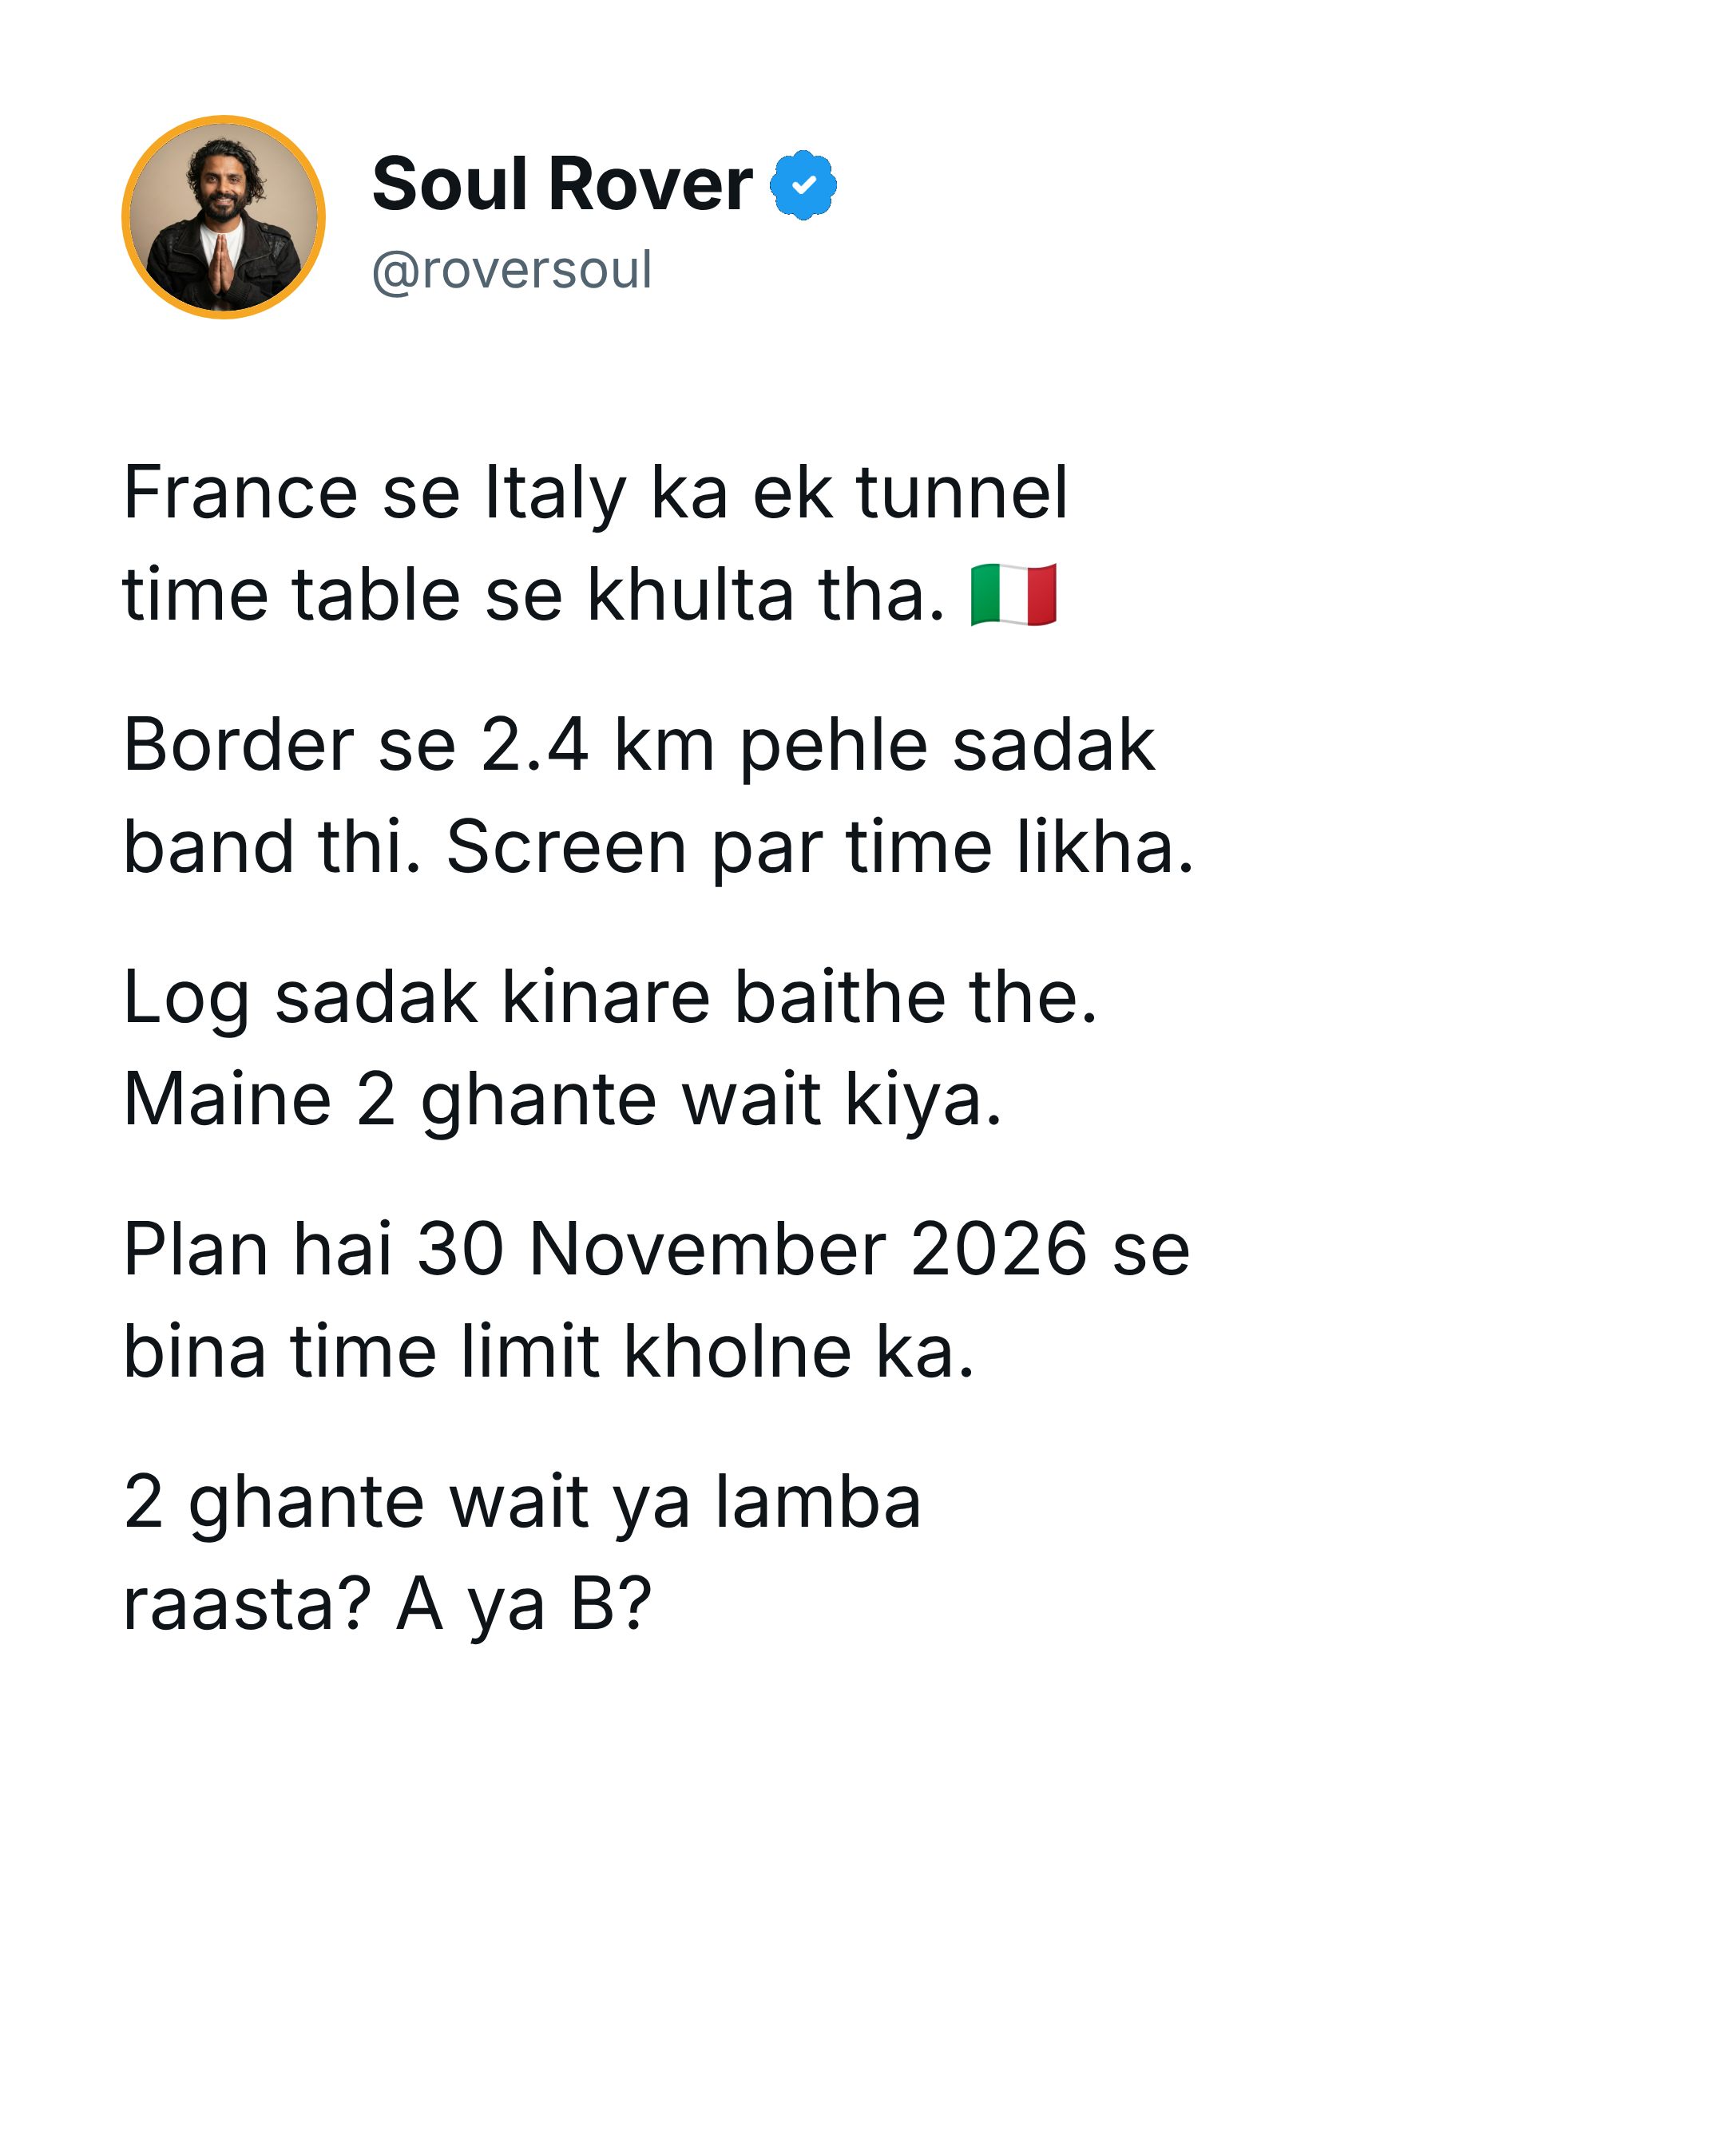 Soul Rover
@roversoul
France se Italy ka ek tunnel
time table se khulta tha. 🇮🇹
Border se 2.4 km pehle sadak
band thi. Screen par time likha.
Log sadak kinare baithe the.
Maine 2 ghante wait kiya.
Plan hai 30 November 2026 se
bina time limit kholne ka.
2 ghante wait ya lamba
raasta? A ya B?